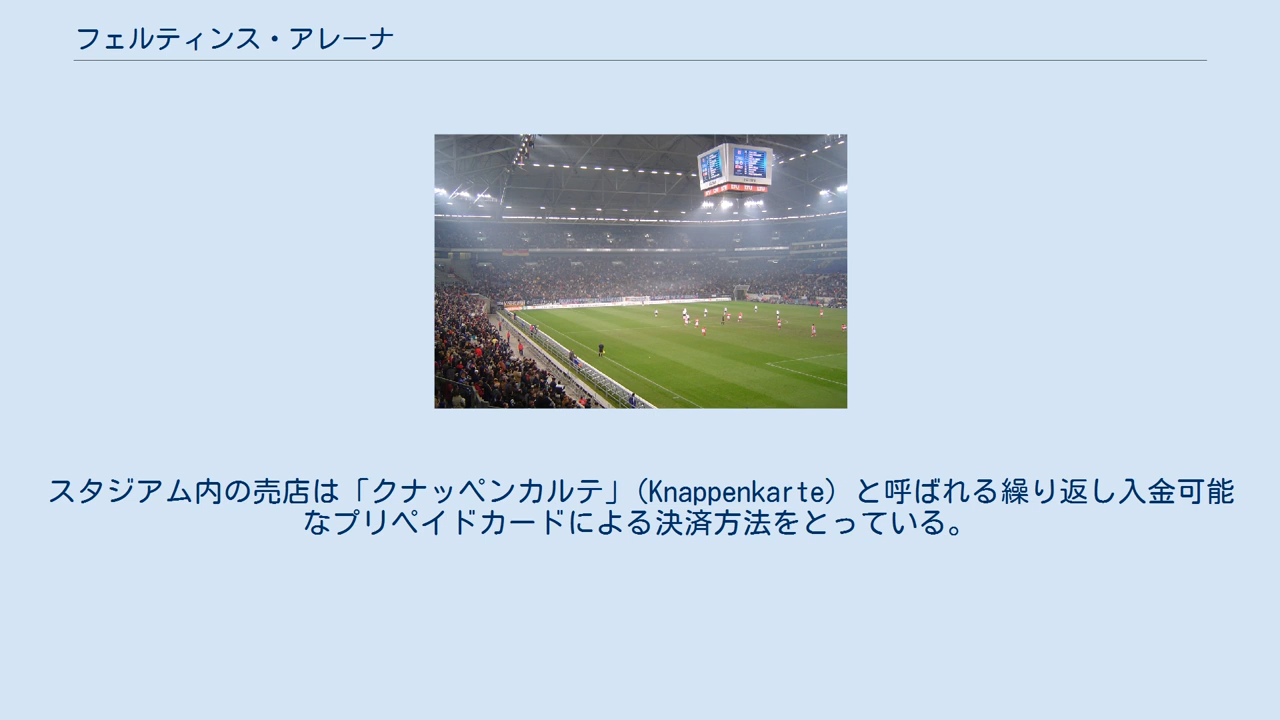 フェルティンス・アレーナ
スタジアム内の売店は「クナッペンカルテ」(Knappenkarte) と呼ばれる繰り返し入金可能
なプリペイドカードによる決済方法をとっている。